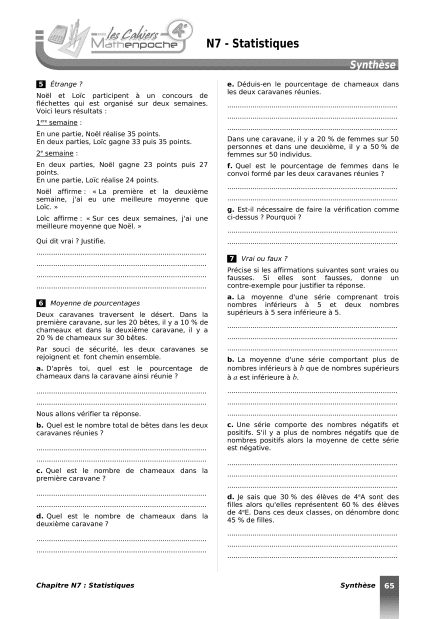 les Cahiers
Mathenpoche
4e
N7 - Statistiques
Synthèse
5 Étrange ?
Noël et Loïc participent à un concours de
fléchettes qui est organisé sur deux semaines.
Voici leurs résultats :
1ère semaine :
En une partie, Noël réalise 35 points.
En deux parties, Loïc gagne 33 puis 35 points.
2e semaine :
En deux parties, Noël gagne 23 points puis 27
points.
En une partie, Loïc réalise 24 points.
Noël affirme : « La première et la deuxième
semaine, j'ai eu une meilleure moyenne que
Loïc. »
Loïc affirme : « Sur ces deux semaines, j'ai une
meilleure moyenne que Noël. »
Qui dit vrai ? Justifie.
6 Moyenne de pourcentages
Deux caravanes traversent le désert. Dans la
première caravane, sur les 20 bêtes, il y a 10 % de
chameaux et dans la deuxième caravane, il y a
20 % de chameaux sur 30 bêtes.
Par souci de sécurité, les deux caravanes se
rejoignent et font chemin ensemble.
a. D'après toi, quel est le pourcentage de
chameaux dans la caravane ainsi réunie ?
Nous allons vérifier ta réponse.
b. Quel est le nombre total de bêtes dans les deux
caravanes réunies ?
c. Quel est le nombre de chameaux dans la
première caravane ?
d. Quel est le nombre de chameaux dans la
deuxième caravane ?
e. Déduis-en le pourcentage de chameaux dans
les deux caravanes réunies.
Dans une caravane, il y a 20 % de femmes sur 50
personnes et dans une deuxième, il y a 50 % de
femmes sur 50 individus.
f. Quel est le pourcentage de femmes dans le
convoi formé par les deux caravanes réunies ?
g. Est-il nécessaire de faire la vérification comme
ci-dessus ? Pourquoi ?
7 Vrai ou faux ?
Précise si les affirmations suivantes sont vraies ou
fausses. Si elles sont fausses, donne un
contre-exemple pour justifier ta réponse.
a. La moyenne d'une série comprenant trois
nombres inférieurs à 5 et deux nombres
supérieurs à 5 sera inférieure à 5.
b. La moyenne d'une série comportant plus de
nombres inférieurs à b que de nombres supérieurs
à a est inférieure à b.
c. Une série comporte des nombres négatifs et
positifs. S'il y a plus de nombres négatifs que de
nombres positifs alors la moyenne de cette série
est négative.
d. Je sais que 30 % des élèves de 4eA sont des
filles alors qu'elles représentent 60 % des élèves
de 4eE. Dans ces deux classes, on dénombre donc
45 % de filles.
Chapitre N7 : Statistiques
Synthèse 65